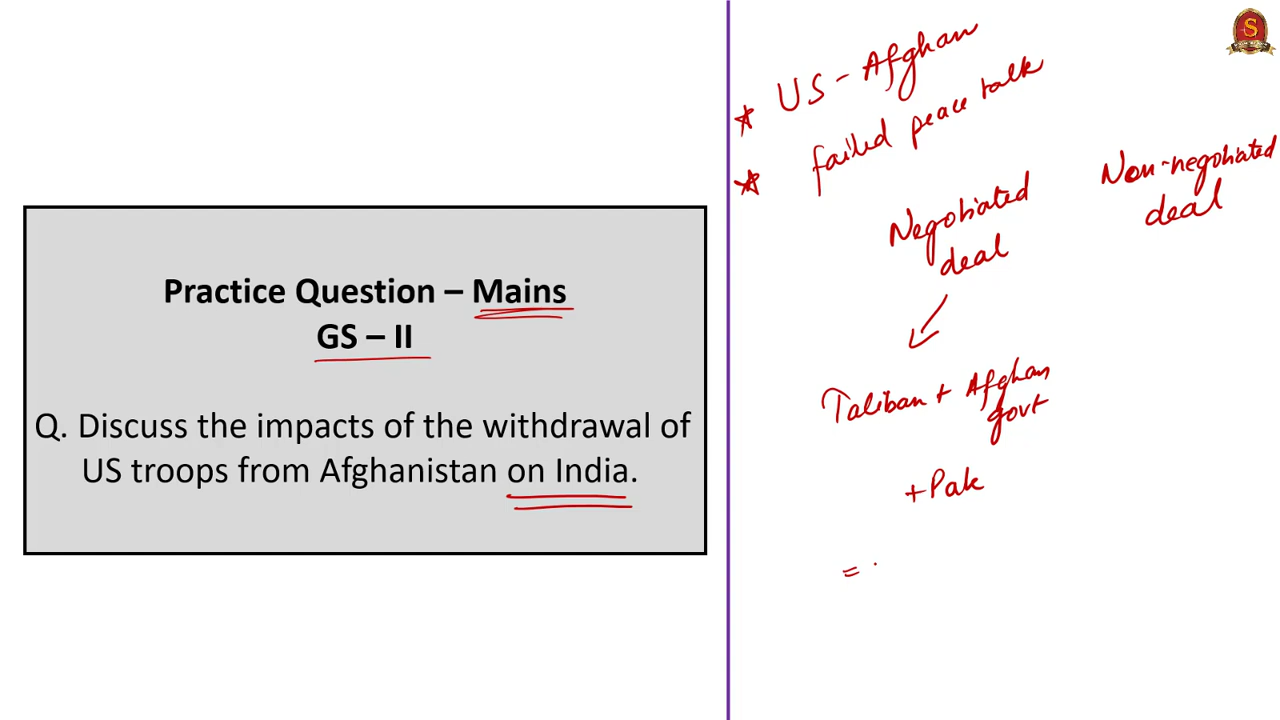 Practice Question – Mains
GS – II
Q. Discuss the impacts of the withdrawal of
US troops from Afghanistan on India.
* US - Afghan
* failed peace talk
Negotiated
deal
Non-negotiated
deal
Taliban + Afghan
govt
+ Pak
=
S